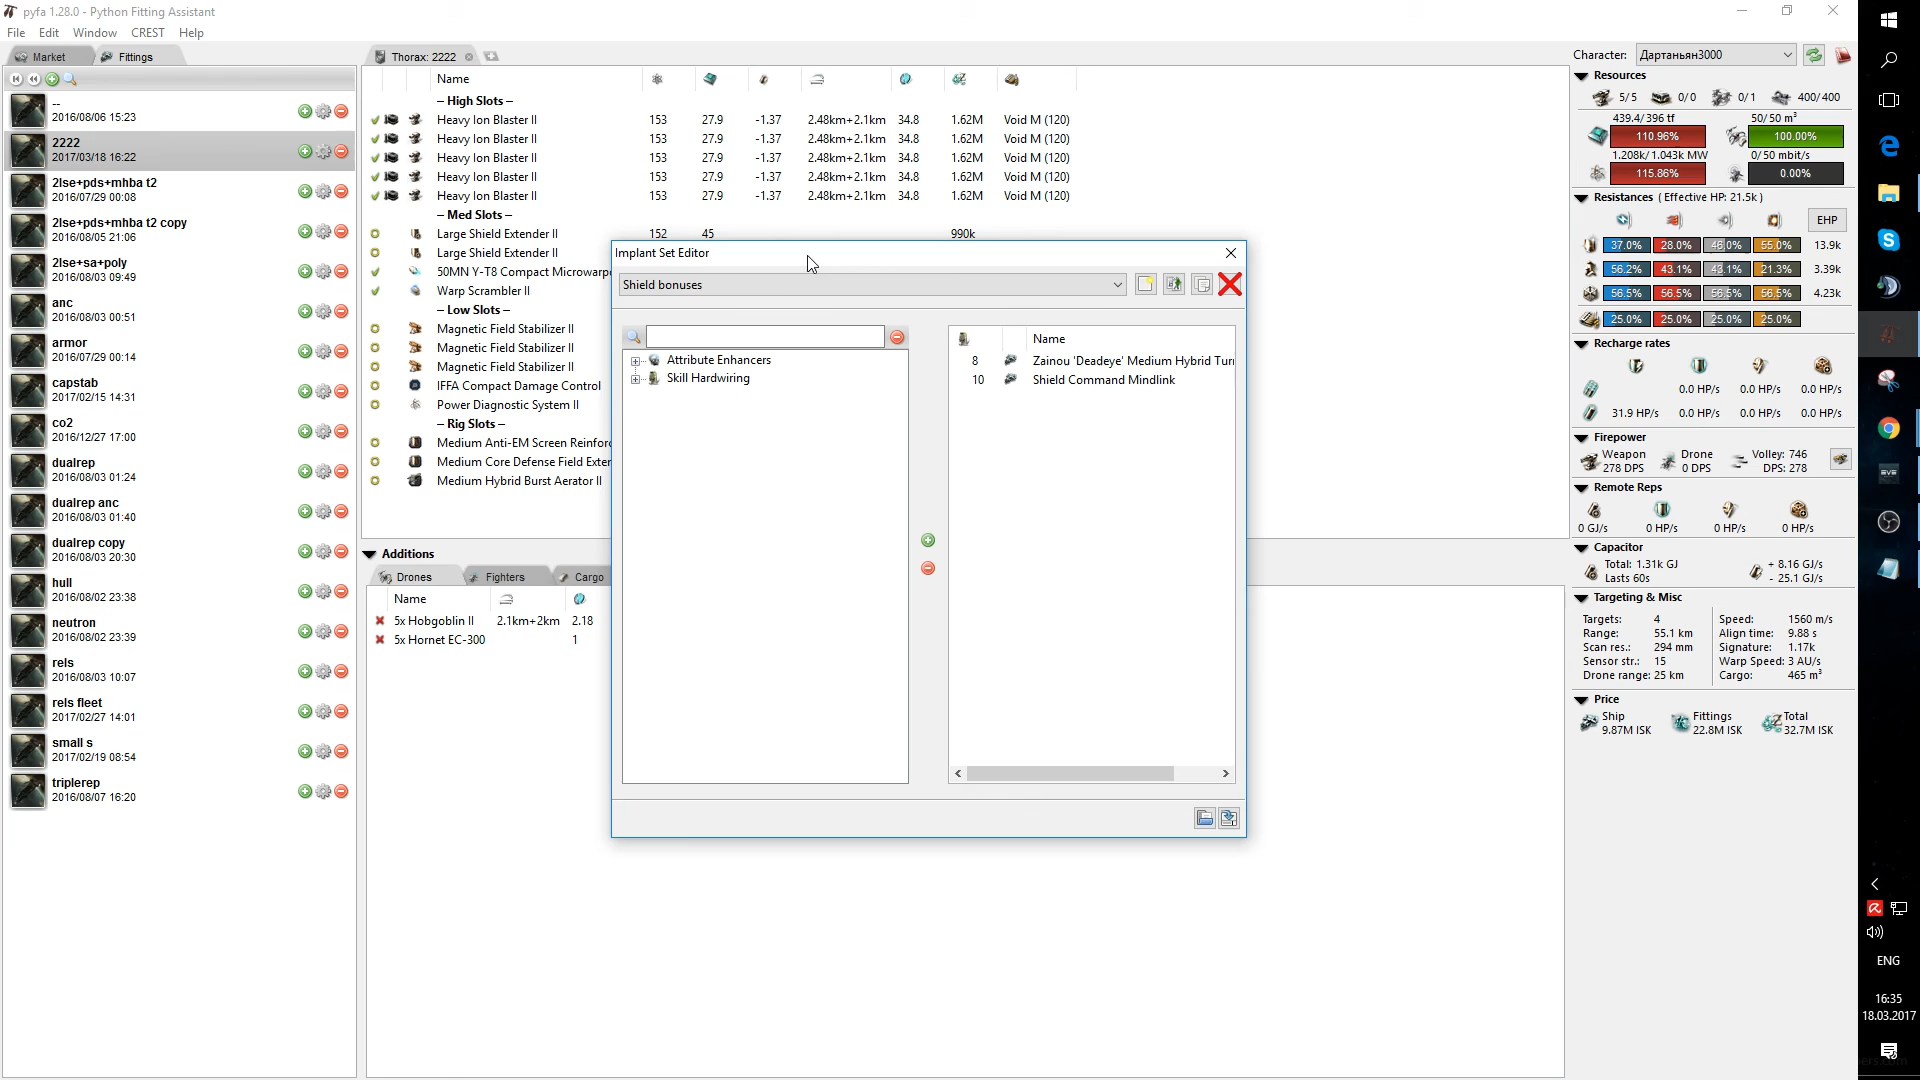 pyfa 1.28.0 - Python Fitting Assistant
File Edit Window CREST Help
Market Fittings
Thorax: 2222
Character: Дартаньян3000
--
2016/08/06 15:23
2222
2017/03/18 16:22
2lse+pds+mhba t2
2016/07/29 00:08
2lse+pds+mhba t2 copy
2016/08/05 21:06
2lse+sa+poly
2016/08/03 09:49
anc
2016/08/03 00:51
armor
2016/07/29 00:14
capstab
2017/02/15 14:31
co2
2016/12/27 17:00
dualrep
2016/08/03 01:24
dualrep anc
2016/08/03 01:40
dualrep copy
2016/08/03 20:30
hull
2016/08/02 23:38
neutron
2016/08/02 23:39
rels
2016/08/03 10:07
rels fleet
2017/02/27 14:01
small s
2017/02/19 08:54
triplerep
2016/08/07 16:20
Name
– High Slots –
Heavy Ion Blaster II 153 27.9 -1.37 2.48km+2.1km 34.8 1.62M Void M (120)
Heavy Ion Blaster II 153 27.9 -1.37 2.48km+2.1km 34.8 1.62M Void M (120)
Heavy Ion Blaster II 153 27.9 -1.37 2.48km+2.1km 34.8 1.62M Void M (120)
Heavy Ion Blaster II 153 27.9 -1.37 2.48km+2.1km 34.8 1.62M Void M (120)
Heavy Ion Blaster II 153 27.9 -1.37 2.48km+2.1km 34.8 1.62M Void M (120)
– Med Slots –
Large Shield Extender II 152 45 990k
Large Shield Extender II
50MN Y-T8 Compact Microwarp
Warp Scrambler II
– Low Slots –
Magnetic Field Stabilizer II
Magnetic Field Stabilizer II
Magnetic Field Stabilizer II
IFFA Compact Damage Control
Power Diagnostic System II
– Rig Slots –
Medium Anti-EM Screen Reinfor
Medium Core Defense Field Exter
Medium Hybrid Burst Aerator II
Additions
Drones Fighters Cargo
Name
5x Hobgoblin II 2.1km+2km 2.18
5x Hornet EC-300 1
Implant Set Editor
Shield bonuses
Attribute Enhancers
Skill Hardwiring
Name
8 Zainou 'Deadeye' Medium Hybrid Tur
10 Shield Command Mindlink
Resources
5/5 0/0 0/1 400/400
439.4/396 tf 50/50 m³
110.96% 100.00%
1.208k/1.043k MW 0/50 mbit/s
115.86% 0.00%
Resistances (Effective HP: 21.5k)
EHP
37.0% 28.0% 46.0% 55.0% 13.9k
56.2% 43.1% 43.1% 21.3% 3.39k
56.5% 56.5% 56.5% 56.5% 4.23k
25.0% 25.0% 25.0% 25.0%
Recharge rates
0.0 HP/s 0.0 HP/s 0.0 HP/s
31.9 HP/s 0.0 HP/s 0.0 HP/s 0.0 HP/s
Firepower
Weapon Drone Volley: 746
278 DPS 0 DPS DPS: 278
Remote Reps
0 GJ/s 0 HP/s 0 HP/s 0 HP/s
Capacitor
Total: 1.31k GJ + 8.16 GJ/s
Lasts 60s - 25.1 GJ/s
Targeting & Misc
Targets: 4 Speed: 1560 m/s
Range: 55.1 km Align time: 9.88 s
Scan res.: 294 mm Signature: 1.17k
Sensor str.: 15 Warp Speed: 3 AU/s
Drone range: 25 km Cargo: 465 m³
Price
Ship Fittings Total
9.87M ISK 22.8M ISK 32.7M ISK
EVE
ENG
16:35
18.03.2017